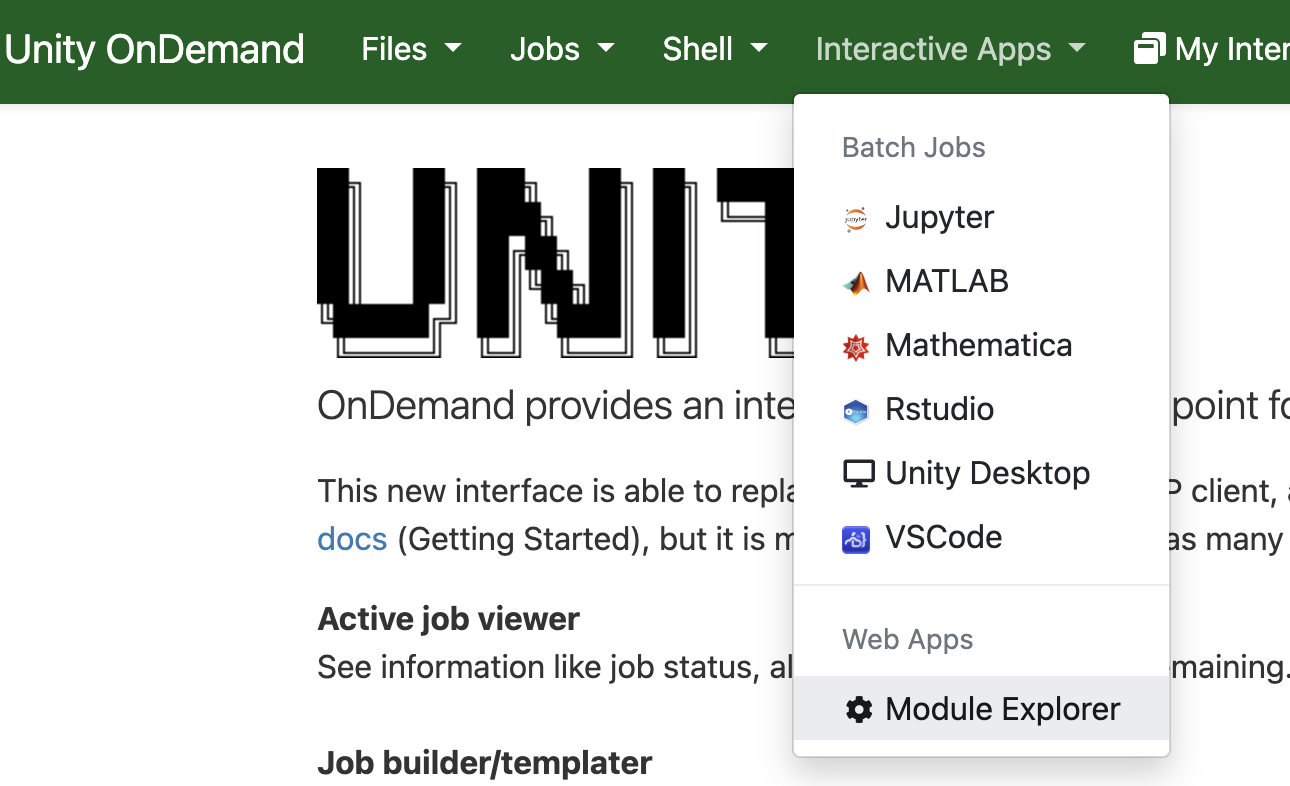 Unity OnDemand Files Jobs Shell Interactive Apps My Inter
Batch Jobs
Jupyter
MATLAB
Mathematica
Rstudio
Unity Desktop
VSCode
Web Apps
Module Explorer
UNIT
OnDemand provides an inte point fo
This new interface is able to repla P client, a
docs (Getting Started), but it is m as many
Active job viewer
See information like job status, al maining.
Job builder/templater